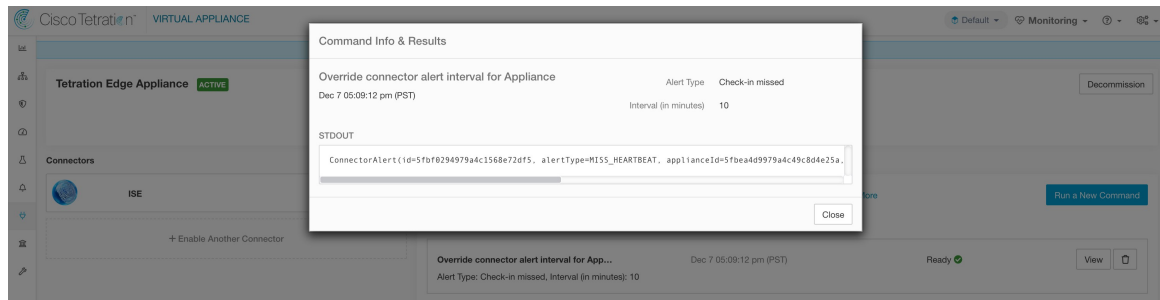 Cisco Tetration™ VIRTUAL APPLIANCE
Default Monitoring ?
Command Info & Results
Override connector alert interval for Appliance
Dec 7 05:09:12 pm (PST)
Alert Type Check-in missed
Interval (in minutes) 10
STDOUT
ConnectorAlert(id=5fbf0294979a4c1568e72df5, alertType=MISS_HEARTBEAT, applianceId=5fbea4d9979a4c49c8d4e25a,
Close
Tetration Edge Appliance ACTIVE
Decommission
Connectors
ISE
Run a New Command
+ Enable Another Connector
Override connector alert interval for App... Dec 7 05:09:12 pm (PST) Ready View
Alert Type: Check-in missed, Interval (in minutes): 10